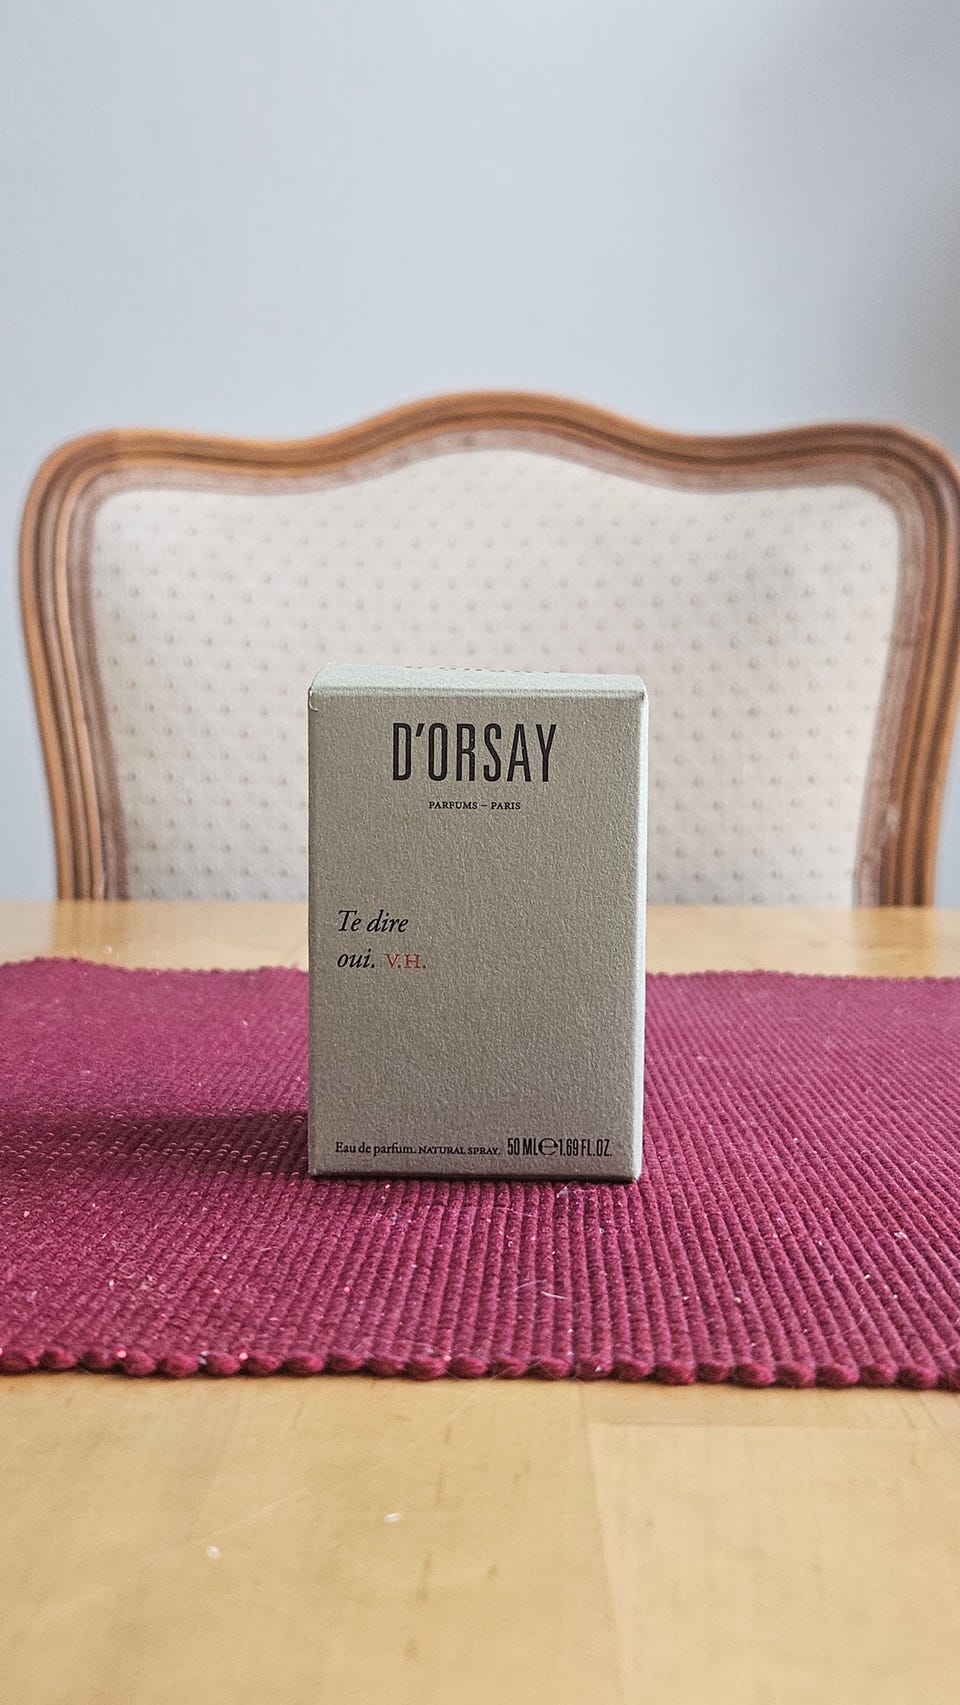 D'ORSAY
PARFUMS – PARIS
Te dire
oui. V.H.
Eau de parfum. NATURAL SPRAY. 50 ML ℮ 1.69 FL.OZ.